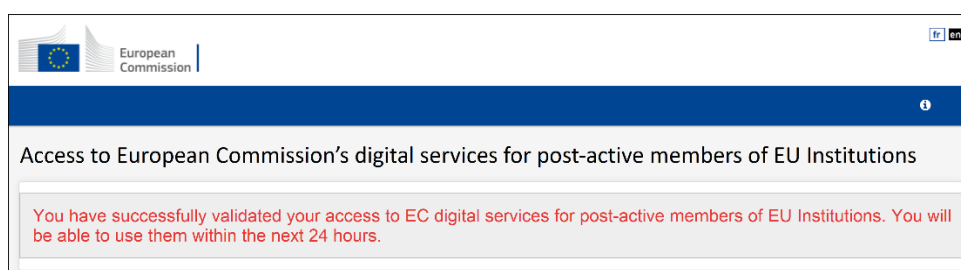 European
Commission
fr en
Access to European Commission's digital services for post-active members of EU Institutions
You have successfully validated your access to EC digital services for post-active members of EU Institutions. You will
be able to use them within the next 24 hours.